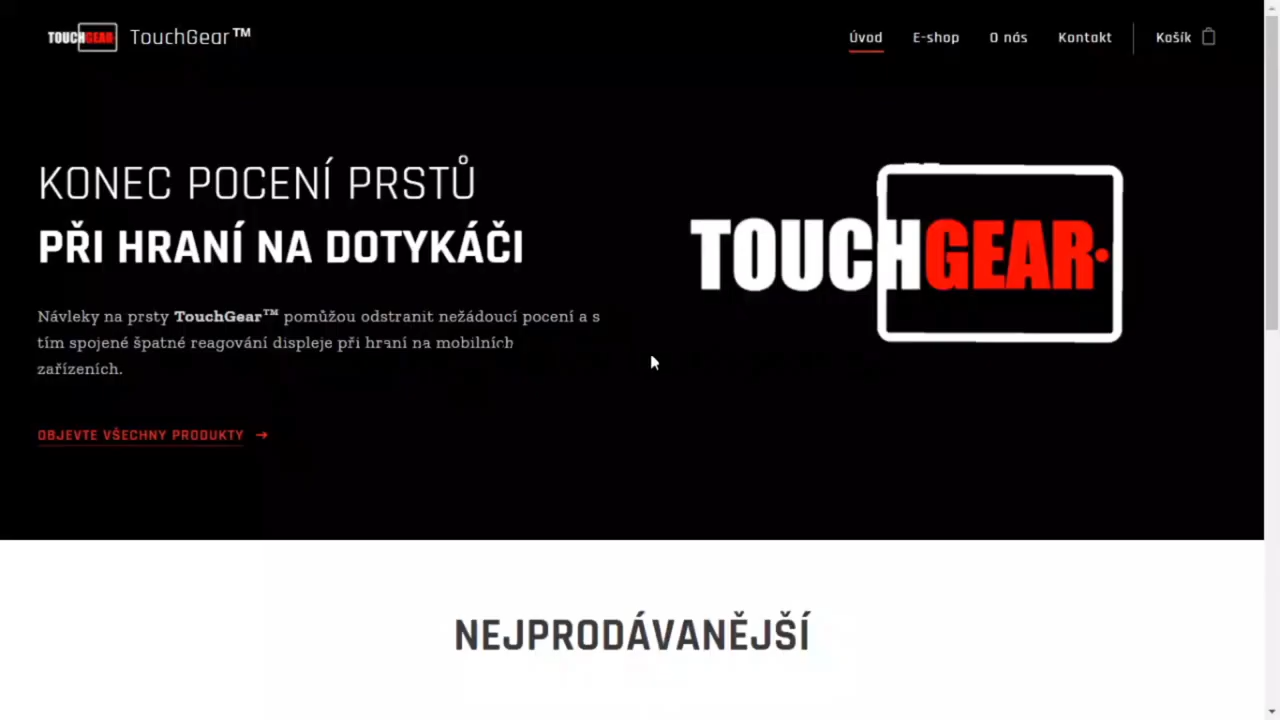 TOUCHGEAR TouchGear™
Úvod E-shop O nás Kontakt Košík
KONEC POCENÍ PRSTŮ
PŘI HRANÍ NA DOTYKÁČI
Návleky na prsty TouchGear™ pomůžou odstranit nežádoucí pocení a s
tím spojené špatné reagování displeje při hraní na mobilních
zařízeních.
OBJEVTE VŠECHNY PRODUKTY →
TOUCHGEAR
NEJPRODÁVANĚJŠÍ